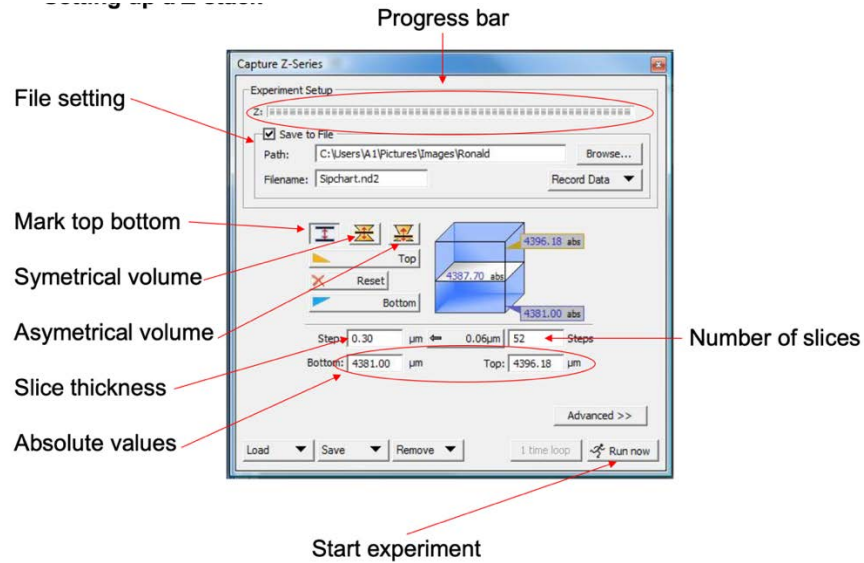 Setting up a Z-stack
Progress bar
Capture Z-Series
Experiment Setup
File setting
Z:
Save to File
Path: C:\Users\A1\Pictures\Images\Ronald Browse...
Filename: Sipchart.nd2 Record Data
Mark top bottom
4396.18 abs
Top
Symetrical volume
4387.70 abs
Reset
Bottom
4381.00 abs
Asymetrical volume
Step: 0.30 µm 0.06µm 52 Steps
Number of slices
Bottom: 4381.00 µm Top: 4396.18 µm
Slice thickness
Advanced >>
Absolute values
Load Save Remove 1 time loop Run now
Start experiment